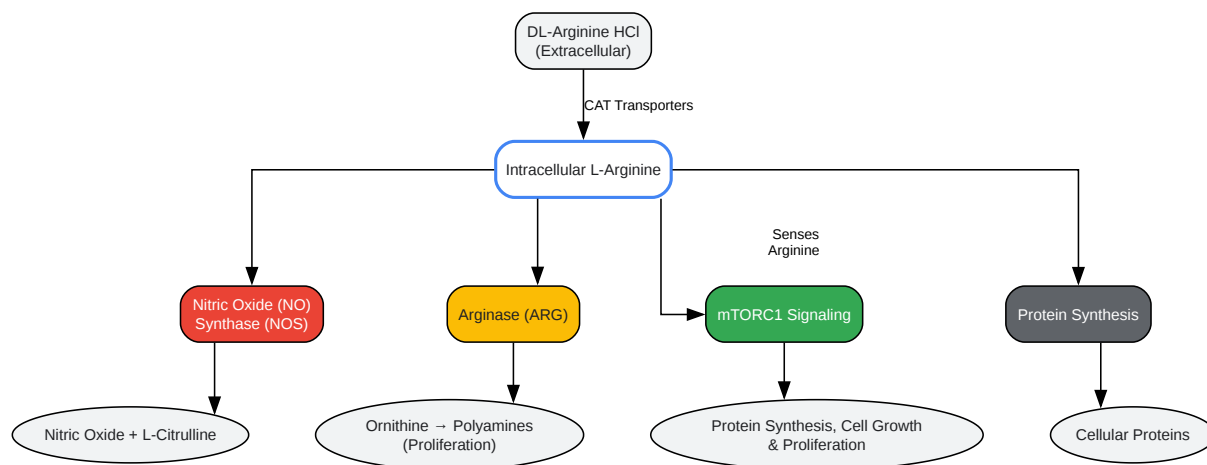 DL-Arginine HCl
(Extracellular)
CAT Transporters
Intracellular L-Arginine
Senses
Arginine
Nitric Oxide (NO)
Synthase (NOS)
Arginase (ARG)
mTORC1 Signaling
Protein Synthesis
Nitric Oxide + L-Citrulline
Ornithine → Polyamines
(Proliferation)
Protein Synthesis, Cell Growth
& Proliferation
Cellular Proteins